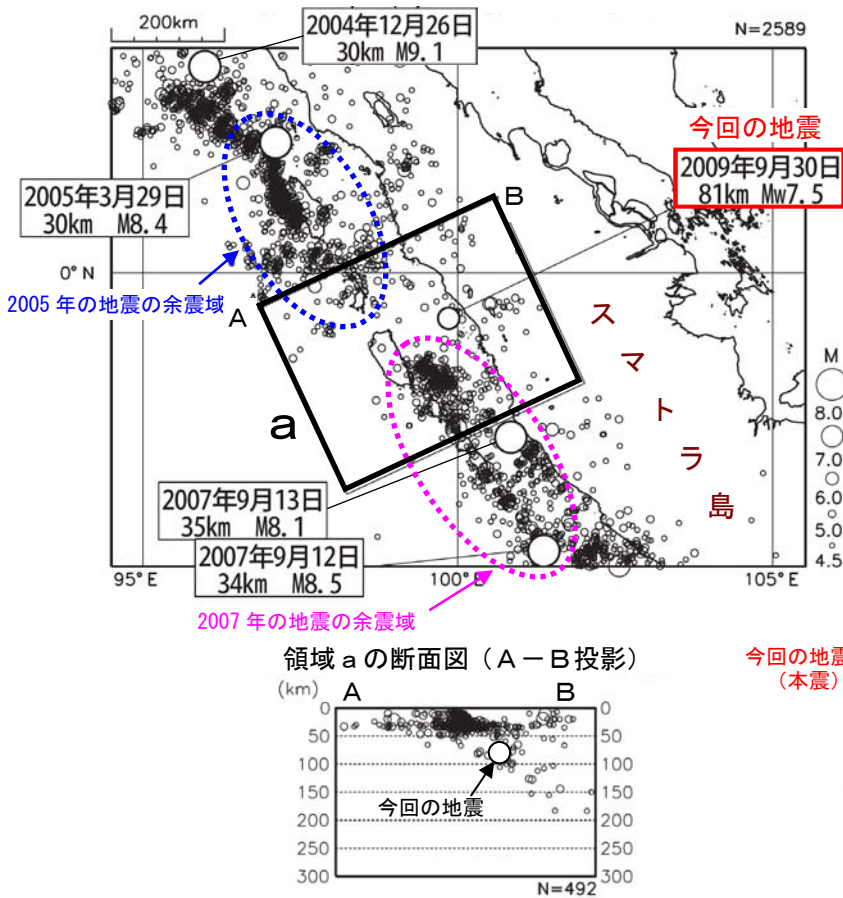 200km
N=2589
2004年12月26日
30km M9.1
今回の地震
2009年9月30日
81km Mw7.5
2005年3月29日
30km M8.4
B
0° N
2005 年の地震の余震域
A
A
スマトラ島
a
M
8.0
7.0
6.0
5.0
4.5
2007年9月13日
35km M8.1
2007年9月12日
34km M8.5
95°E
100°E
105°E
2007 年の地震の余震域
領域 a の断面図（A－B投影）
今回の地震
（本震）
(km)
A
B
0
50
100
150
200
250
300
0
50
100
150
200
250
300
今回の地震
N=492